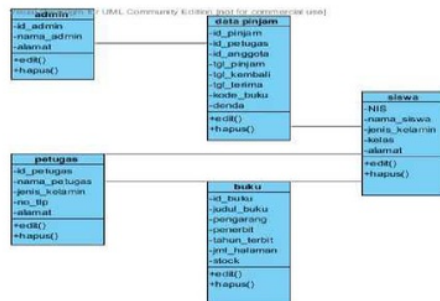 for UML Community Edition [not for commercial use]
admin
-id_admin
-nama_admin
-alamat
+edit()
+hapus()
data pinjam
-id_pinjam
-id_petugas
-id_anggota
-tgl_pinjam
-tgl_kembali
-tgl_terima
-kode_buku
-denda
+edit()
+hapus()
siswa
-NIS
-nama_siswa
-jenis_kelamin
-kelas
-alamat
+edit()
+hapus()
petugas
-id_petugas
-nama_petugas
-jenis_kelamin
-no_tlp
-alamat
+edit()
+hapus()
buku
-id_buku
-judul_buku
-pengarang
-penerbit
-tahun_terbit
-jml_halaman
-stock
+edit()
+hapus()